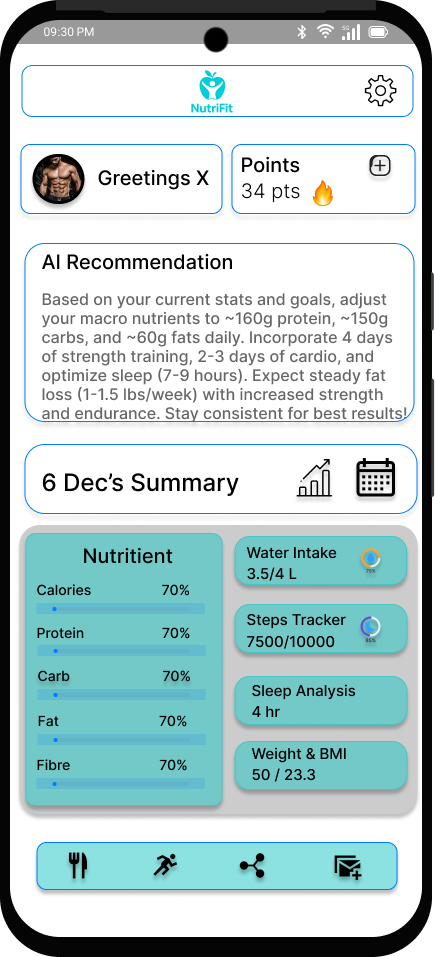 09:30 PM
5G
NutriFit
Greetings X
Points
34 pts
AI Recommendation
Based on your current stats and goals, adjust
your macro nutrients to ~160g protein, ~150g
carbs, and ~60g fats daily. Incorporate 4 days
of strength training, 2-3 days of cardio, and
optimize sleep (7-9 hours). Expect steady fat
loss (1-1.5 lbs/week) with increased strength
and endurance. Stay consistent for best results!
6 Dec’s Summary
Nutritient
Calories 70%
Protein 70%
Carb 70%
Fat 70%
Fibre 70%
Water Intake
3.5/4 L
75%
Steps Tracker
7500/10000
Sleep Analysis
4 hr
Weight & BMI
50 / 23.3